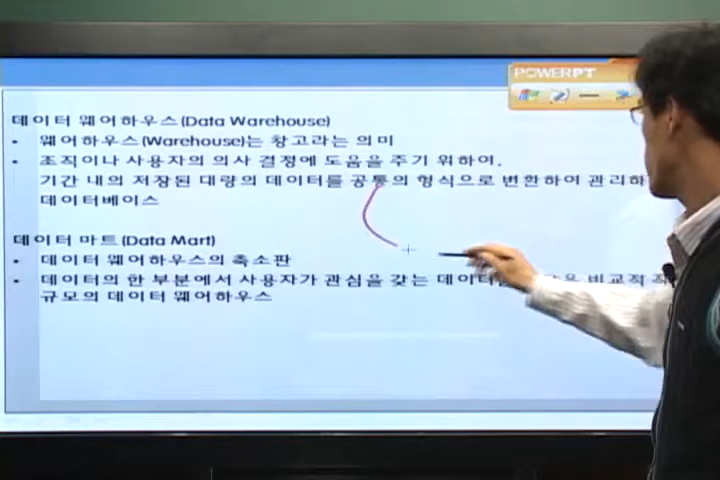 POWERPT
데이터 웨어하우스(Data Warehouse)
• 웨어하우스(Warehouse)는 창고라는 의미
• 조직이나 사용자의 의사 결정에 도움을 주기 위하여,
기간 내의 저장된 대량의 데이터를 공통의 형식으로 변환하여 관리하
데이터베이스
데이터 마트(Data Mart)
• 데이터 웨어하우스의 축소판
• 데이터의 한 부분에서 사용자가 관심을 갖는 데이터 비교적
규모의 데이터 웨어하우스